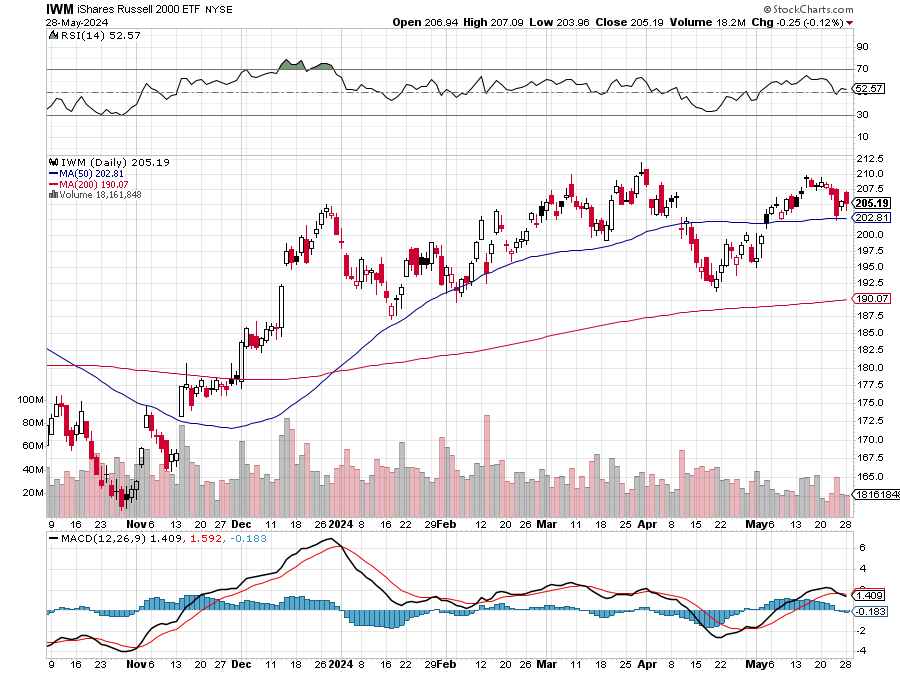 IWM iShares Russell 2000 ETF NYSE
© StockCharts.com
28-May-2024
Open 206.94 High 207.09 Low 203.96 Close 205.19 Volume 18.2M Chg -0.25 (-0.12%)
RSI(14) 52.57
90
70
52.57
30
10
IWM (Daily) 205.19
MA(50) 202.81
MA(200) 190.07
Volume 18,161,848
212.5
210.0
207.5
205.19
202.81
200.0
197.5
195.0
192.5
190.07
187.5
185.0
182.5
180.0
177.5
175.0
172.5
170.0
167.5
165.0
18161848
100M
80M
60M
40M
20M
9 16 23 Nov 6 13 20 27 Dec 11 18 26 2024 8 16 22 29 Feb 12 20 26 Mar 11 18 25 Apr 8 15 22 May 6 13 20 28
MACD(12,26,9) 1.409, 1.592, -0.183
6
4
1.409
-0.183
-2
-4
9 16 23 Nov 6 13 20 27 Dec 11 18 26 2024 8 16 22 29 Feb 12 20 26 Mar 11 18 25 Apr 8 15 22 May 6 13 20 28